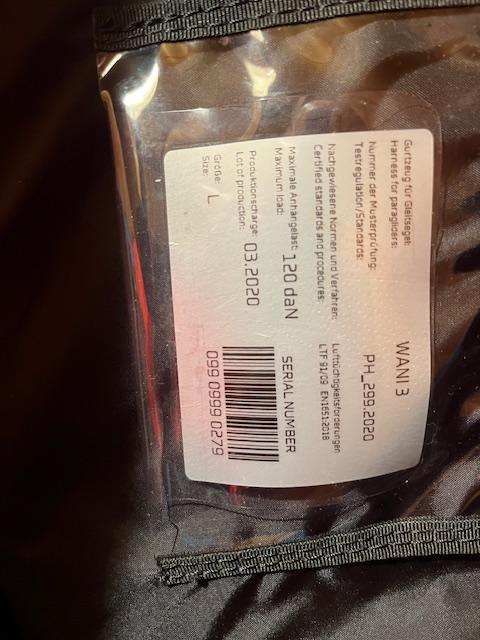 Gurtzeug für Gleitsegel:
Harness for paragliders:
WANI 3
Nummer der Musterprüfung:
Testregulation/Standards:
PH_299.2020
Nachgewiesene Normen und Verfahren:
Certified standards and procedures:
Lufttüchtigkeitsforderungen
LTF 91/09 EN1651:2018
Maximale Anhängelast:
Maximum load:
120 daN
Produktionscharge:
Lot of production:
03.2020
Größe:
Size:
L
SERIAL NUMBER
099 0999 0279